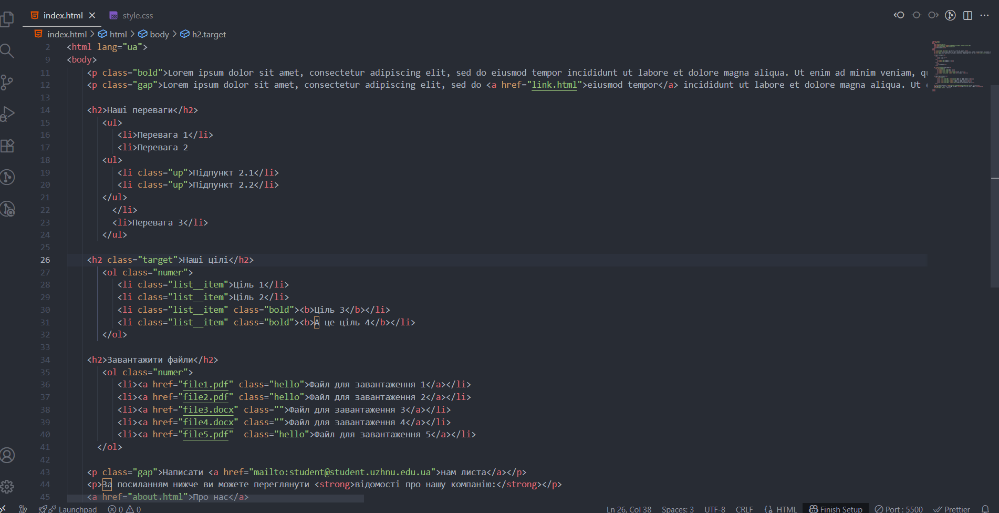 index.html
style.css
index.html > html > body > h2.target
2 <html lang="ua">
9 <body>
11 <p class="bold">Lorem ipsum dolor sit amet, consectetur adipiscing elit, sed do eiusmod tempor incididunt ut labore et dolore magna aliqua. Ut enim ad minim veniam,
12 <p class="gap">Lorem ipsum dolor sit amet, consectetur adipiscing elit, sed do <a href="link.html">eiusmod tempor</a> incididunt ut labore et dolore magna aliqua. Ut
13
14 <h2>Наші переваги</h2>
15 <ul>
16 <li>Перевага 1</li>
17 <li>Перевага 2
18 <ul>
19 <li class="up">Підпункт 2.1</li>
20 <li class="up">Підпункт 2.2</li>
21 </ul>
22 </li>
23 <li>Перевага 3</li>
24 </ul>
25
26 <h2 class="target">Наші цілі</h2>
27 <ol class="numer">
28 <li class="list__item">Ціль 1</li>
29 <li class="list__item">Ціль 2</li>
30 <li class="list__item" class="bold"><b>Ціль 3</b></li>
31 <li class="list__item" class="bold"><b>А це ціль 4</b></li>
32 </ol>
33
34 <h2>Завантажити файли</h2>
35 <ol class="numer">
36 <li><a href="file1.pdf" class="hello">Файл для завантаження 1</a></li>
37 <li><a href="file2.pdf" class="hello">Файл для завантаження 2</a></li>
38 <li><a href="file3.docx" class="">Файл для завантаження 3</a></li>
39 <li><a href="file4.docx" class="">Файл для завантаження 4</a></li>
40 <li><a href="file5.pdf"  class="hello">Файл для завантаження 5</a></li>
41 </ol>
42
43 <p class="gap">Написати <a href="mailto:student@student.uzhnu.edu.ua">нам листа</a></p>
44 <p>За посиланням нижче ви можете переглянути <strong>відомості про нашу компанію:</strong></p>
45 <a href="about.html">Про нас</a>
Launchpad 0 0 Ln 26, Col 38 Spaces: 3 UTF-8 CRLF {} HTML Finish Setup Port : 5500 Prettier